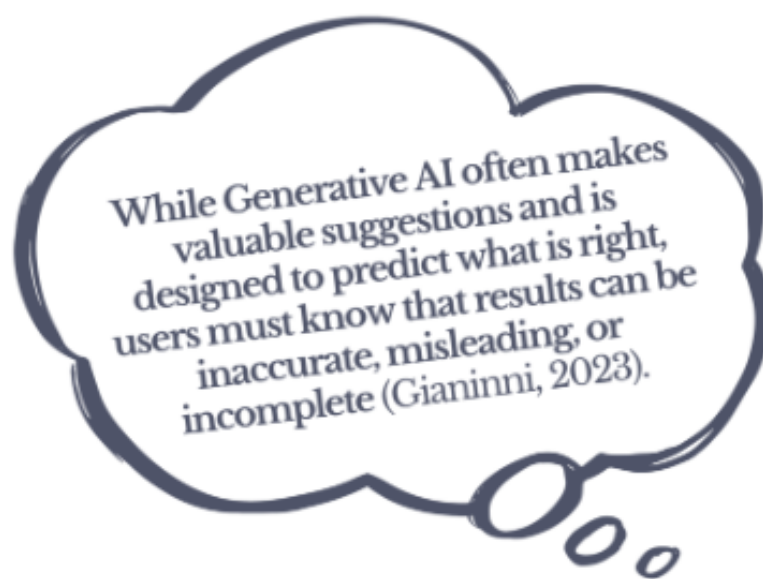 While Generative AI often makes
valuable suggestions and is
designed to predict what is right,
users must know that results can be
inaccurate, misleading, or
incomplete (Gianinni, 2023).